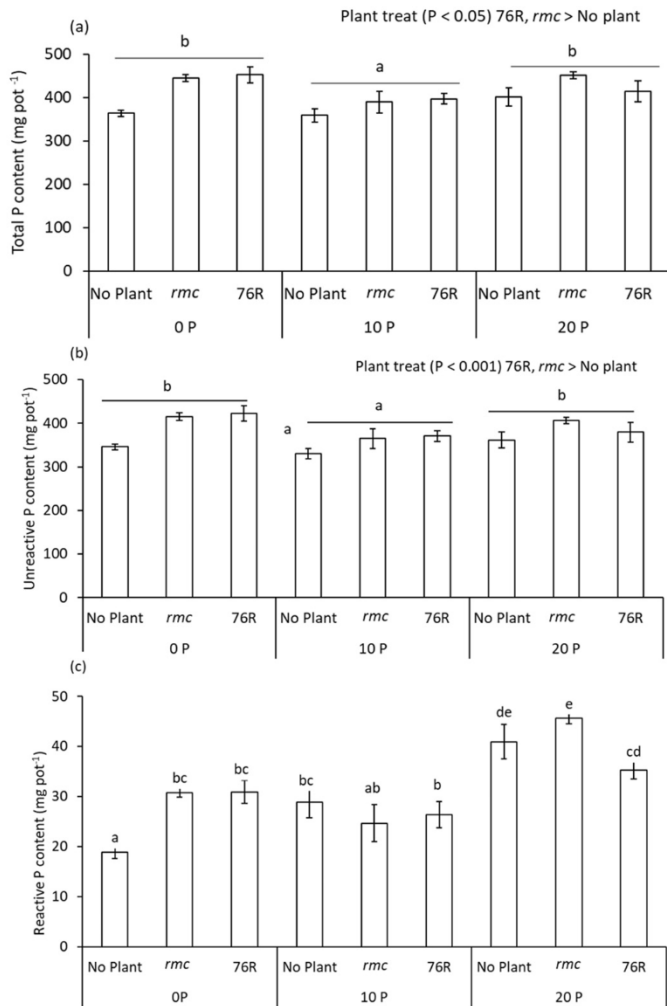 (a)
Plant treat (P < 0.05) 76R, rmc > No plant
b
a
b
500
400
300
200
100
0
Total P content (mg pot -1)
No Plant rmc 76R No Plant rmc 76R No Plant rmc 76R
0 P 10 P 20 P
(b)
Plant treat (P < 0.001) 76R, rmc > No plant
b
a
a
b
500
400
300
200
100
0
Unreactive P content (mg pot-1)
No Plant rmc 76R No Plant rmc 76R No Plant rmc 76R
0 P 10 P 20 P
(c)
50
40
30
20
10
0
Reactive P content (mg pot-1)
a bc bc bc ab b de e cd
No Plant rmc 76R No Plant rmc 76R No Plant rmc 76R
0P 10 P 20 P